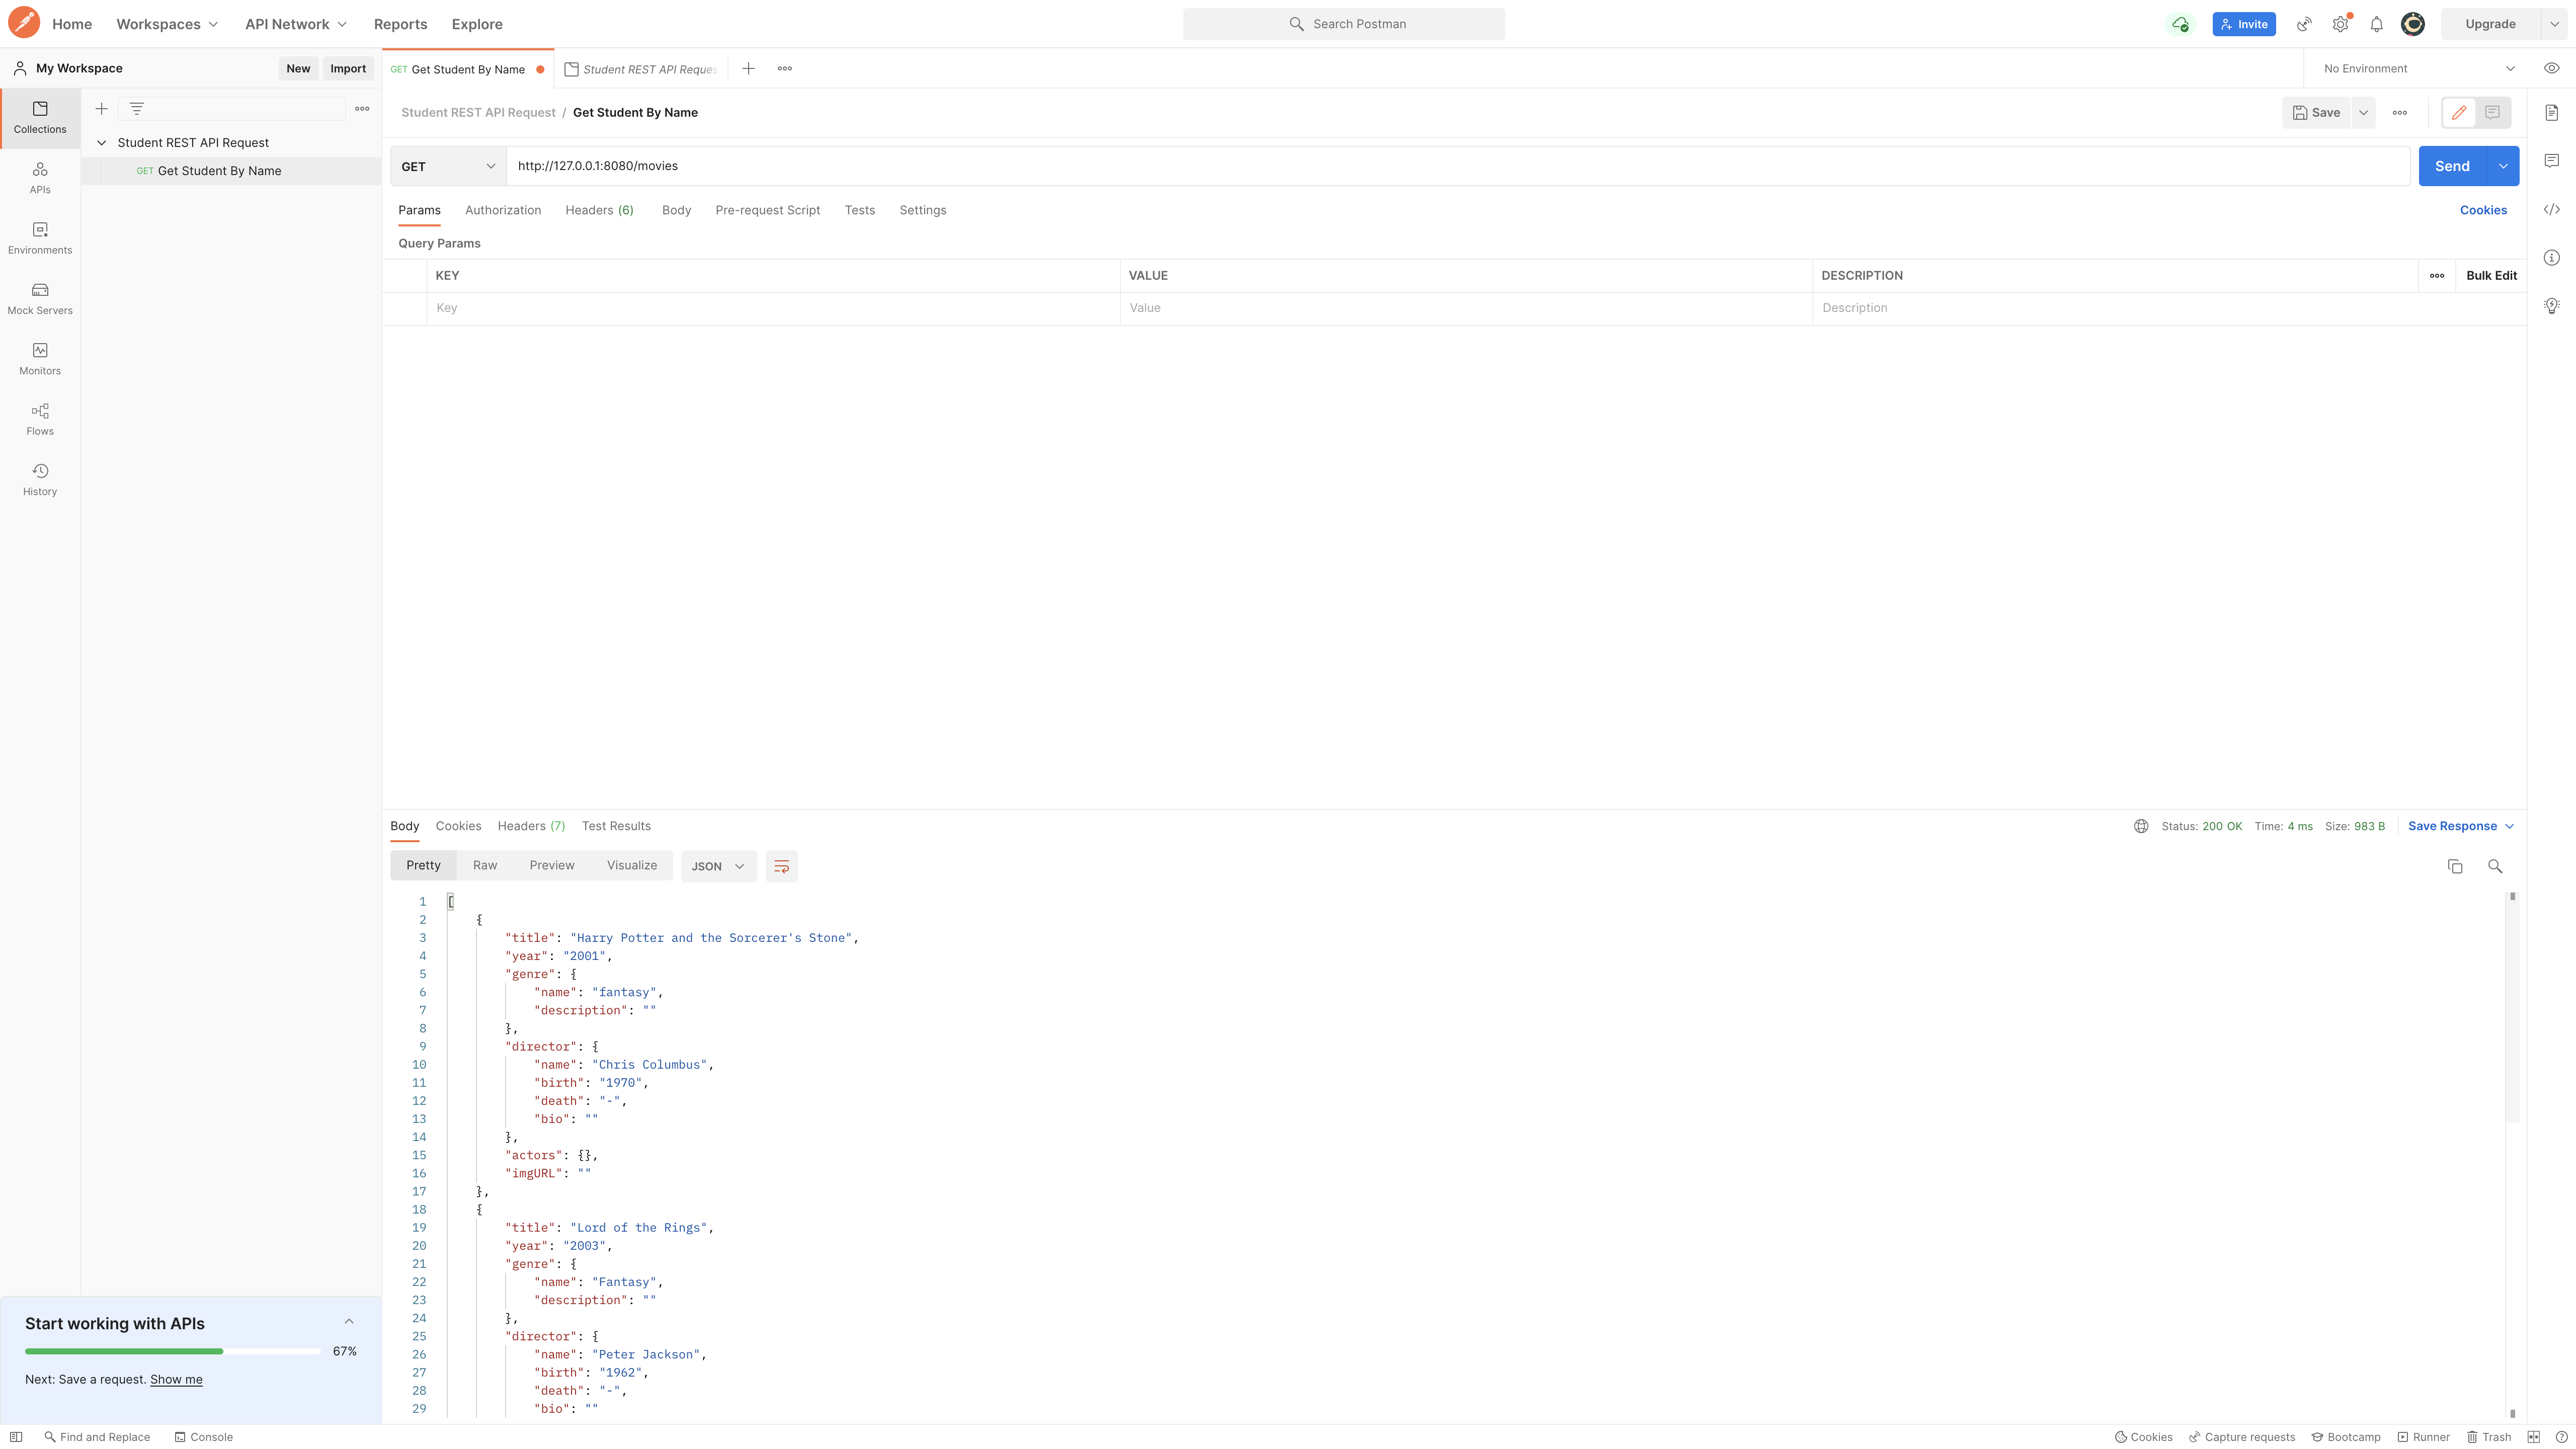 Home Workspaces API Network Reports Explore Search Postman Invite Upgrade
My Workspace New Import GET Get Student By Name Student REST API Reques No Environment
Student REST API Request / Get Student By Name Save
Collections
Student REST API Request
GET Get Student By Name
GET http://127.0.0.1:8080/movies Send
APIs
Params Authorization Headers (6) Body Pre-request Script Tests Settings Cookies
Query Params
Environments
KEY VALUE DESCRIPTION Bulk Edit
Key Value Description
Mock Servers
Monitors
Flows
History
Body Cookies Headers (7) Test Results Status: 200 OK Time: 4 ms Size: 983 B Save Response
Pretty Raw Preview Visualize JSON
1 [
2 {
3 "title": "Harry Potter and the Sorcerer's Stone",
4 "year": "2001",
5 "genre": {
6 "name": "fantasy",
7 "description": ""
8 },
9 "director": {
10 "name": "Chris Columbus",
11 "birth": "1970",
12 "death": "-",
13 "bio": ""
14 },
15 "actors": {},
16 "imgURL": ""
17 },
18 {
19 "title": "Lord of the Rings",
20 "year": "2003",
21 "genre": {
22 "name": "Fantasy",
23 "description": ""
24 },
25 "director": {
26 "name": "Peter Jackson",
27 "birth": "1962",
28 "death": "-",
29 "bio": ""
Start working with APIs
67%
Next: Save a request. Show me
Find and Replace Console Cookies Capture requests Bootcamp Runner Trash